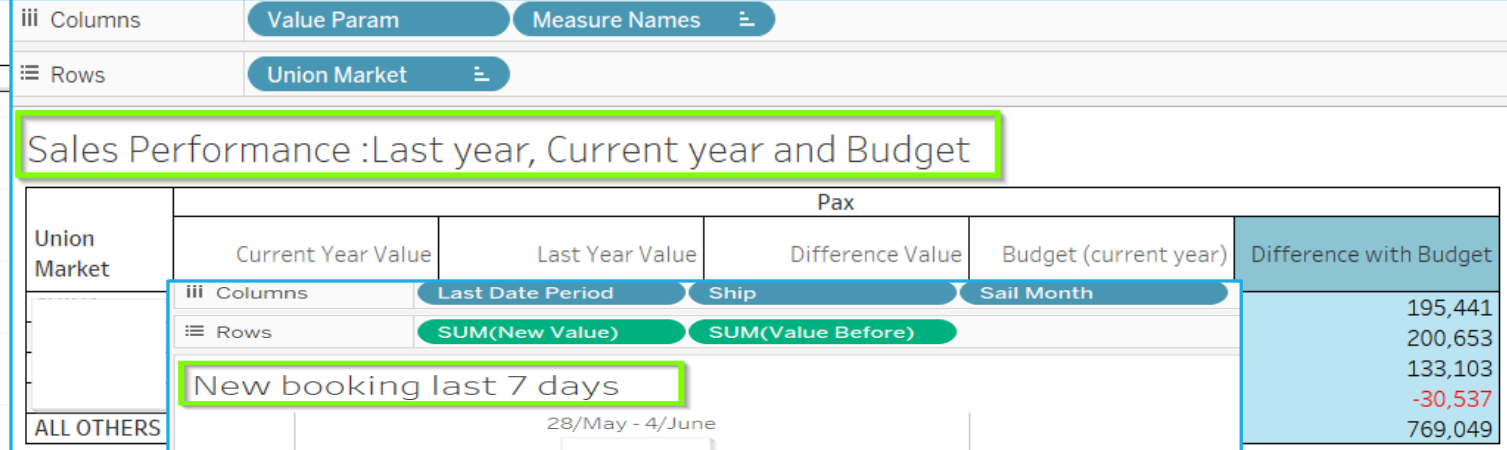 Columns Value Param Measure Names
Rows Union Market
Sales Performance :Last year, Current year and Budget
Pax
Union Market Current Year Value Last Year Value Difference Value Budget (current year) Difference with Budget
Columns Last Date Period Ship Sail Month
195,441
Rows SUM(New Value) SUM(Value Before)
200,653
133,103
New booking last 7 days
-30,537
ALL OTHERS 28/May - 4/June 769,049